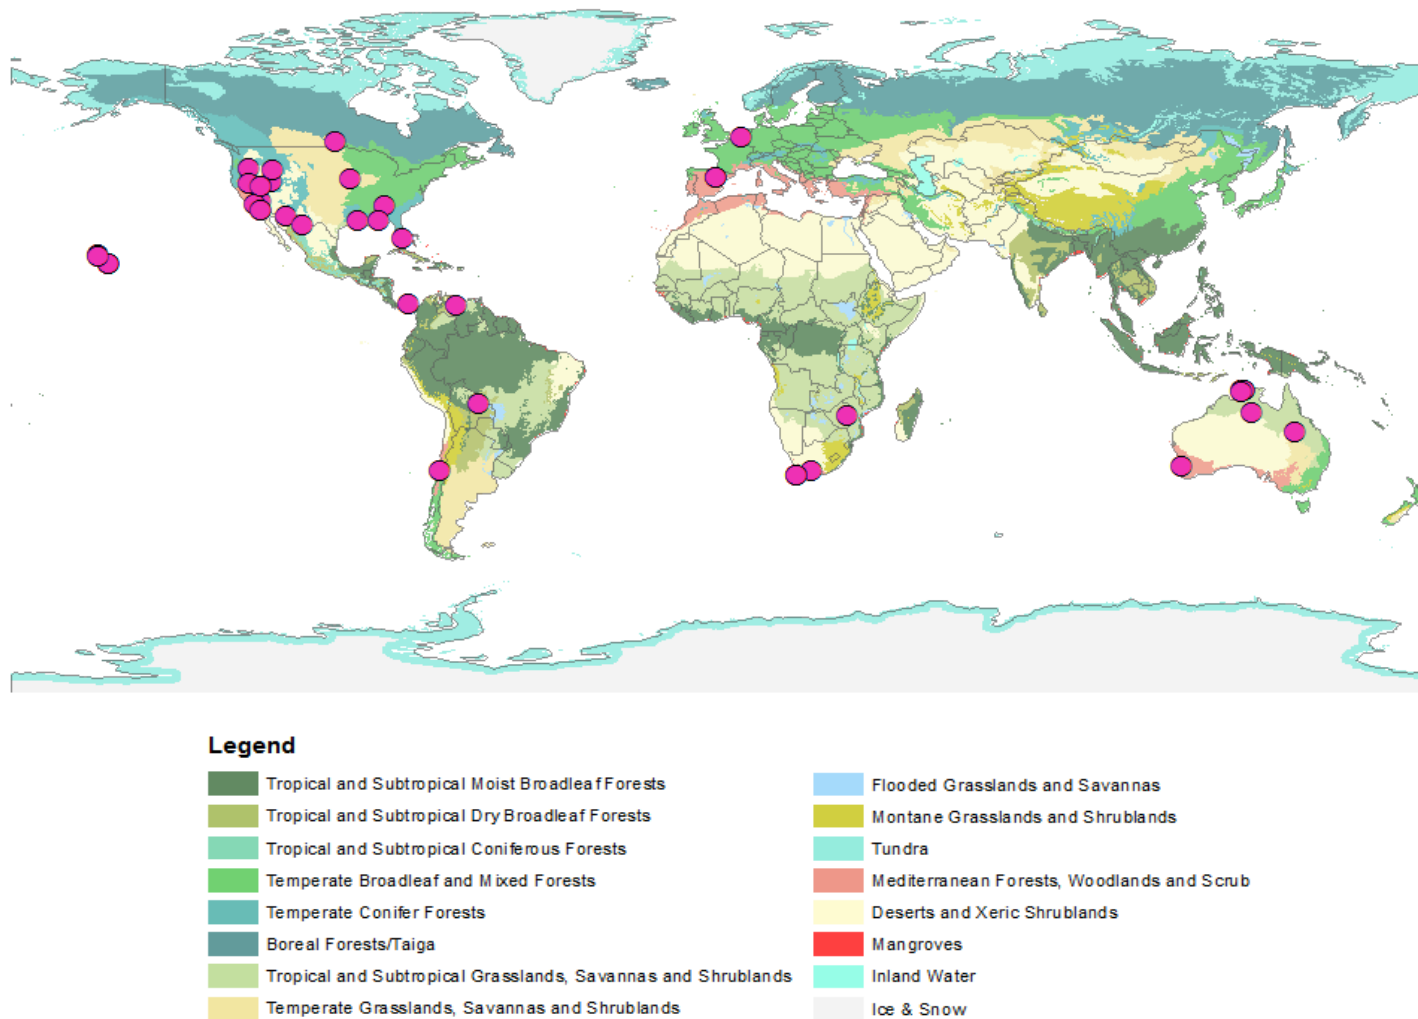 Legend
Tropical and Subtropical Moist Broadleaf Forests
Tropical and Subtropical Dry Broadleaf Forests
Tropical and Subtropical Coniferous Forests
Temperate Broadleaf and Mixed Forests
Temperate Conifer Forests
Boreal Forests/Taiga
Tropical and Subtropical Grasslands, Savannas and Shrublands
Temperate Grasslands, Savannas and Shrublands
Flooded Grasslands and Savannas
Montane Grasslands and Shrublands
Tundra
Mediterranean Forests, Woodlands and Scrub
Deserts and Xeric Shrublands
Mangroves
Inland Water
Ice & Snow